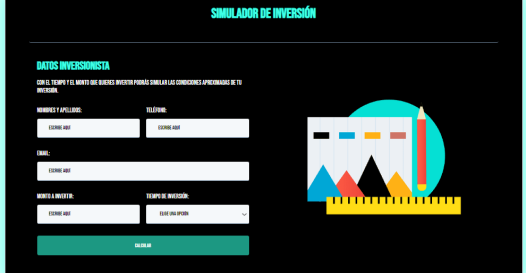 SIMULADOR DE INVERSIÓN
DATOS INVERSIONISTA
CON EL TIEMPO Y EL MONTO QUE QUIERES INVERTIR PODRÁS SIMULAR LAS CONDICIONES APROXIMADAS DE TU
INVERSIÓN.
NOMBRES Y APELLIDOS: TELÉFONO:
ESCRIBE AQUÍ ESCRIBE AQUÍ
EMAIL:
ESCRIBE AQUÍ
MONTO A INVERTIR: TIEMPO DE INVERSIÓN:
ESCRIBE AQUÍ ELIGE UNA OPCIÓN
CALCULAR